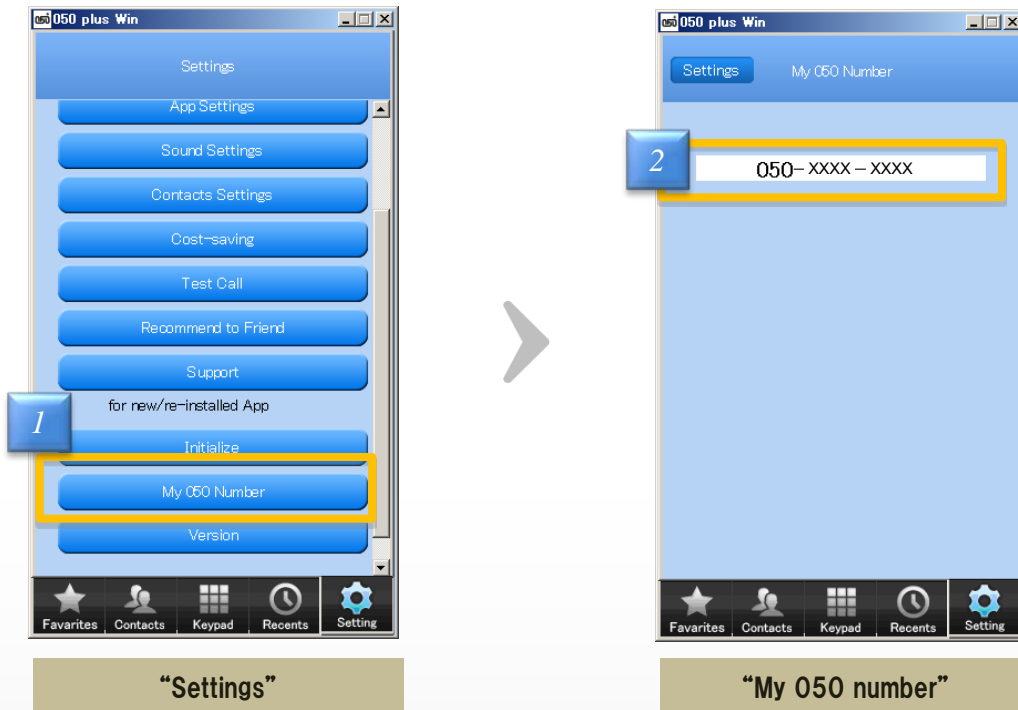 050 plus Win
Settings
App Settings
Sound Settings
Contacts Settings
Cost-saving
Test Call
Recommend to Friend
Support
for new/re-installed App
1
Initialize
My 050 Number
Version
Favarites Contacts Keypad Recents Setting
“Settings”
050 plus Win
Settings My 050 Number
2
050-XXXX-XXXX
Favarites Contacts Keypad Recents Setting
“My 050 number”